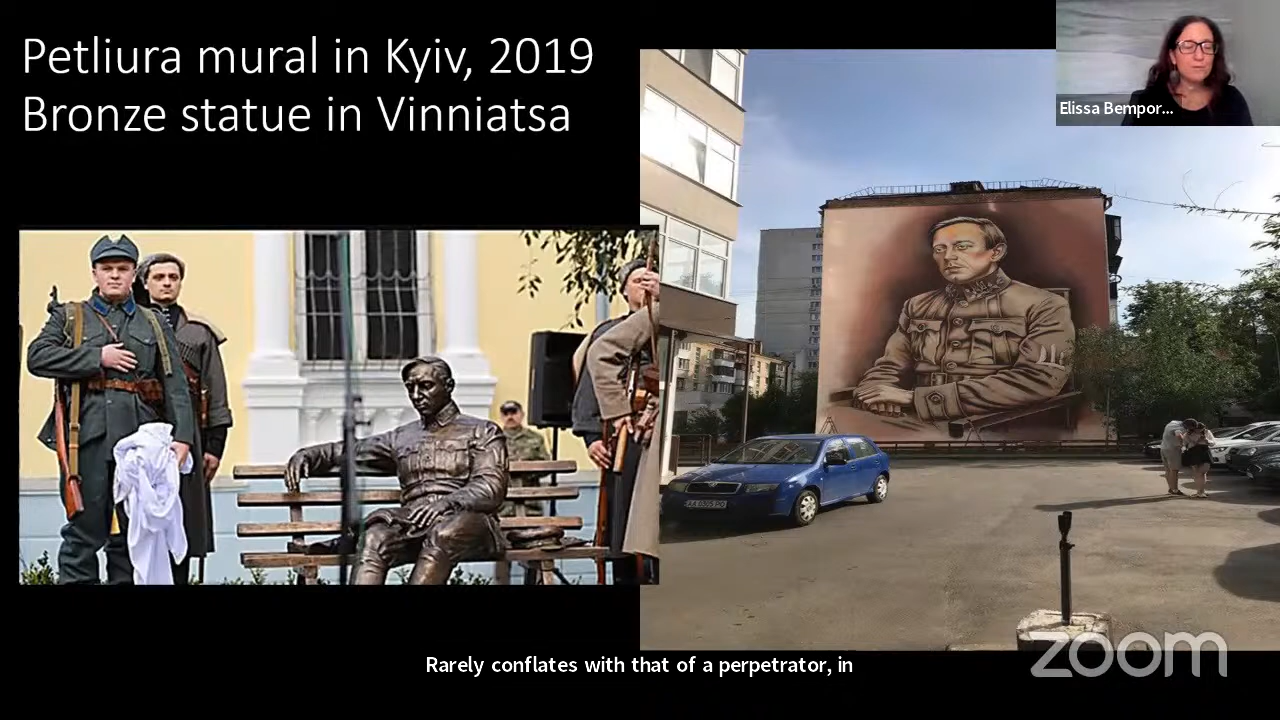 Petliura mural in Kyiv, 2019
Bronze statue in Vinniatsa
Elissa Bempor...
Rarely conflates with that of a perpetrator, in
zoom